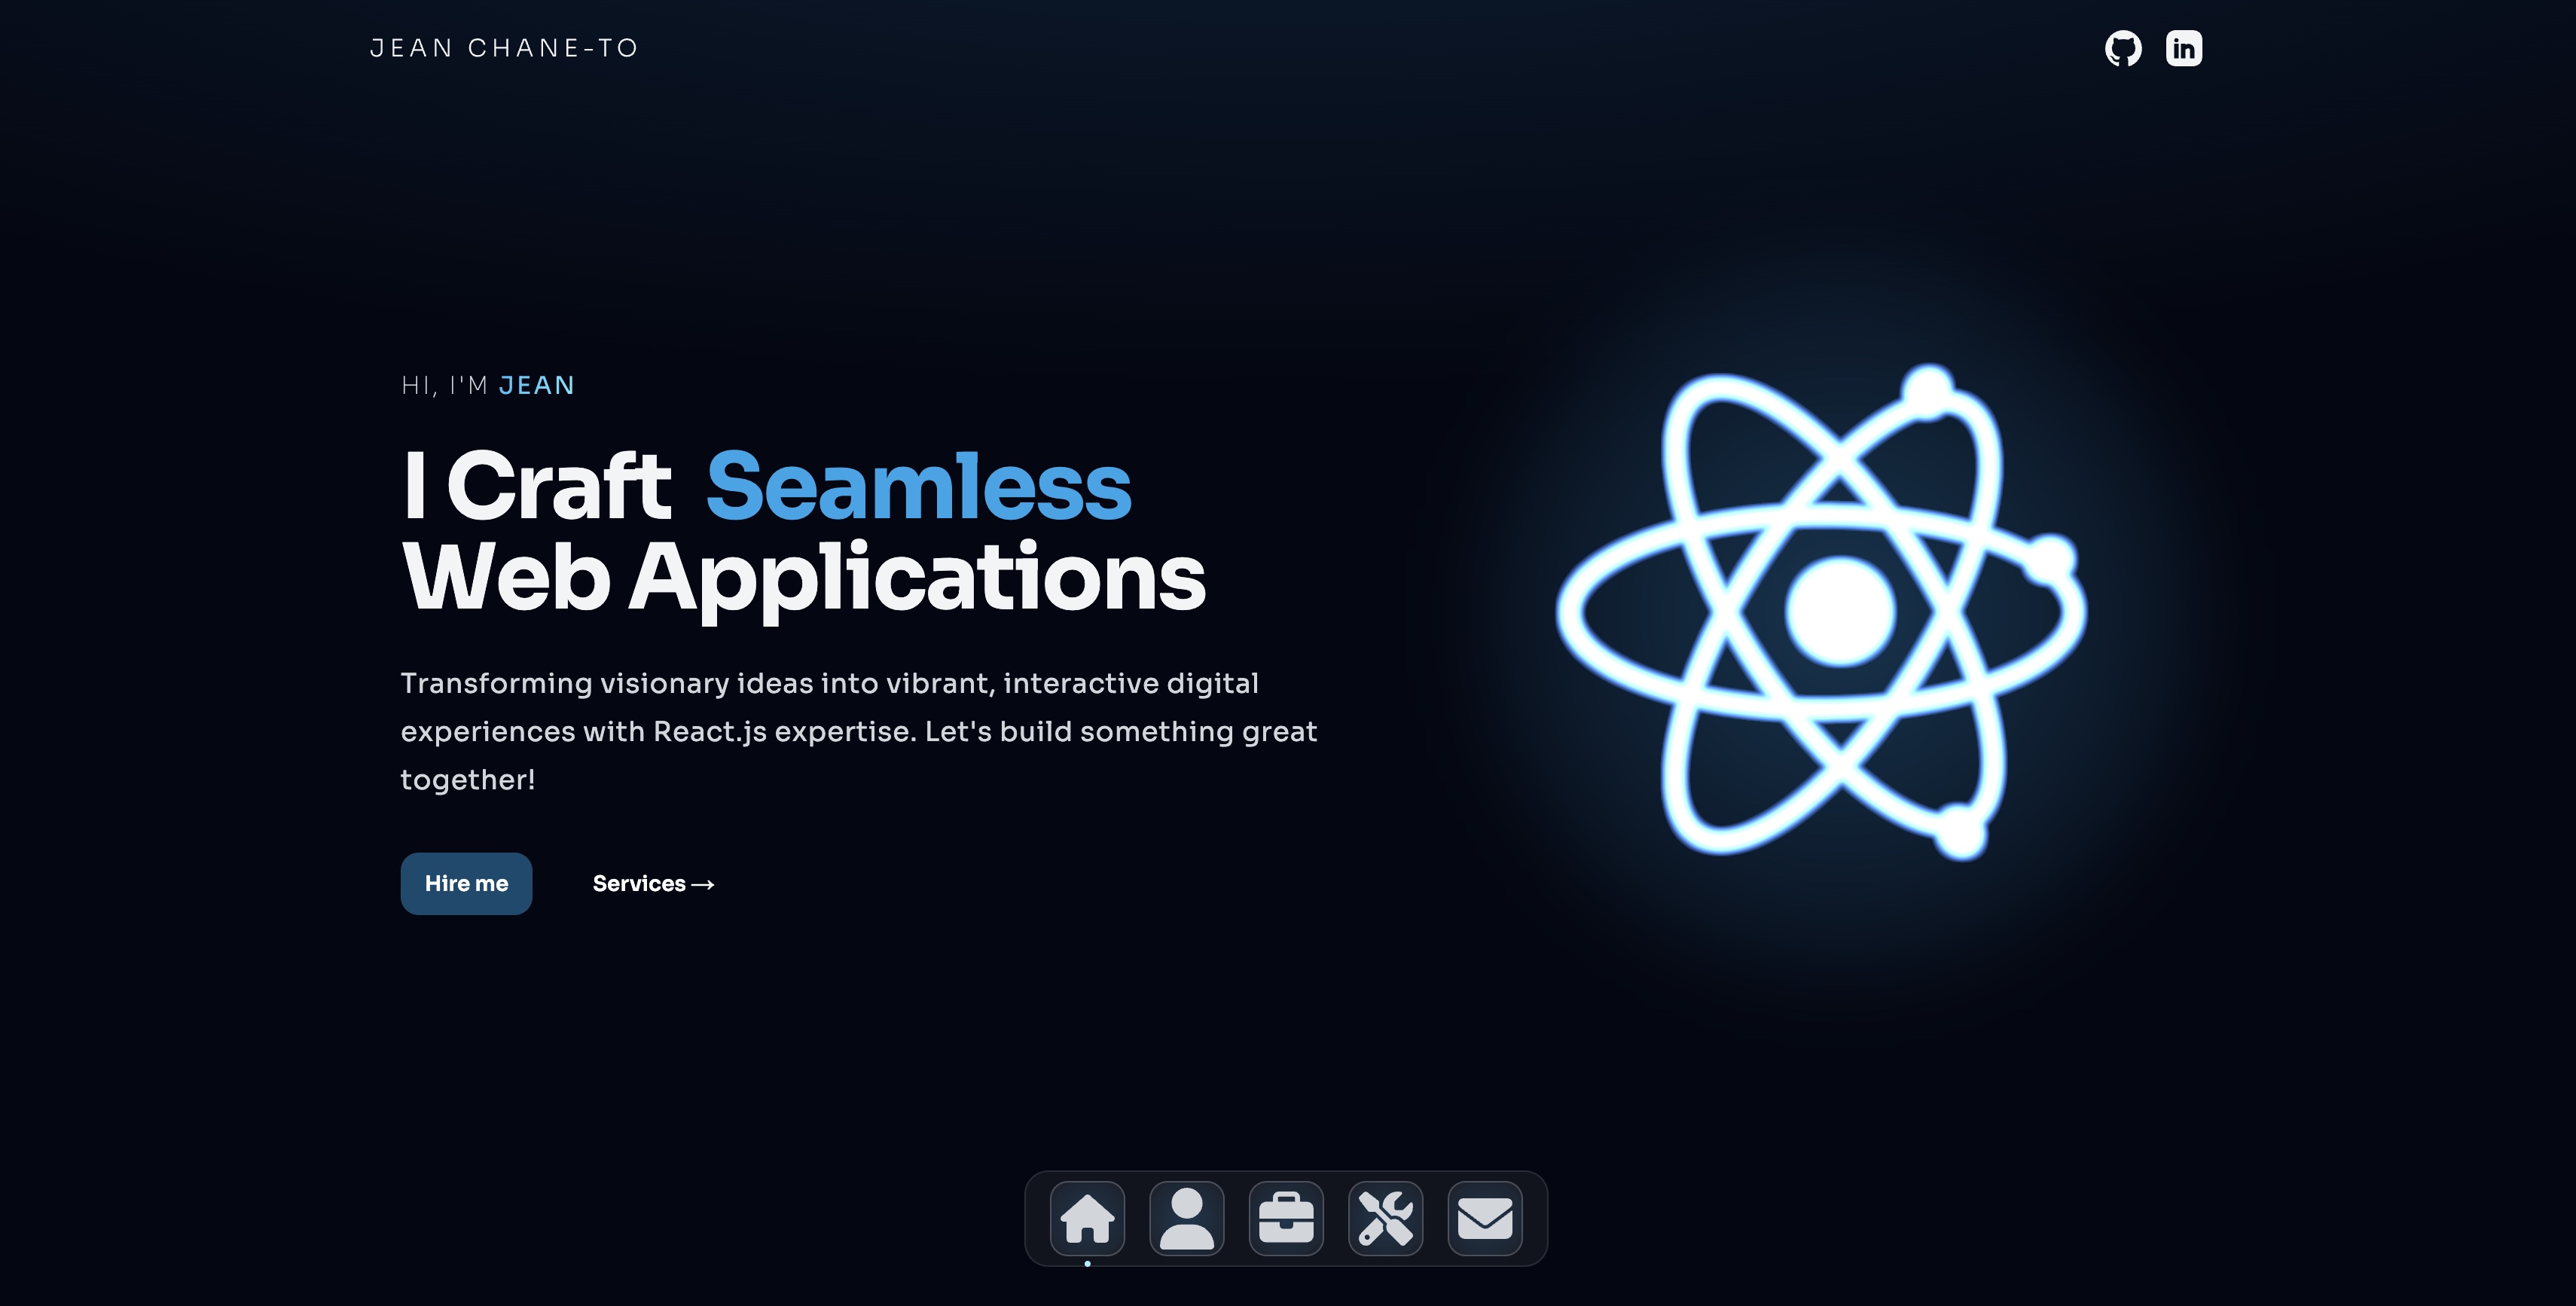 JEAN CHANE-TO
in
HI, I'M JEAN
I Craft Seamless
Web Applications
Transforming visionary ideas into vibrant, interactive digital
experiences with React.js expertise. Let's build something great
together!
Hire me
Services →